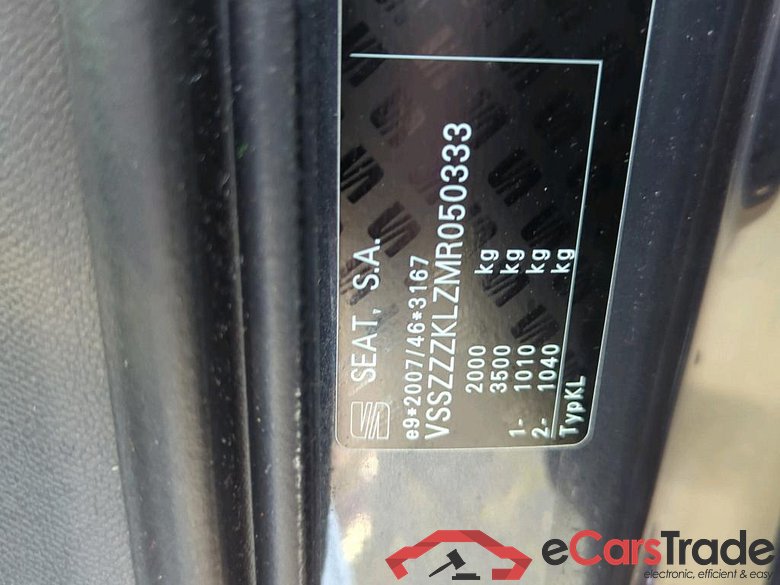 SEAT, S.A.
e9*2007/46*3167
VSSZZZKLZMR050333
2000 kg
3500 kg
1- 1010 kg
2- 1040 kg
TypKL
eCarsTrade
electronic, efficient & easy